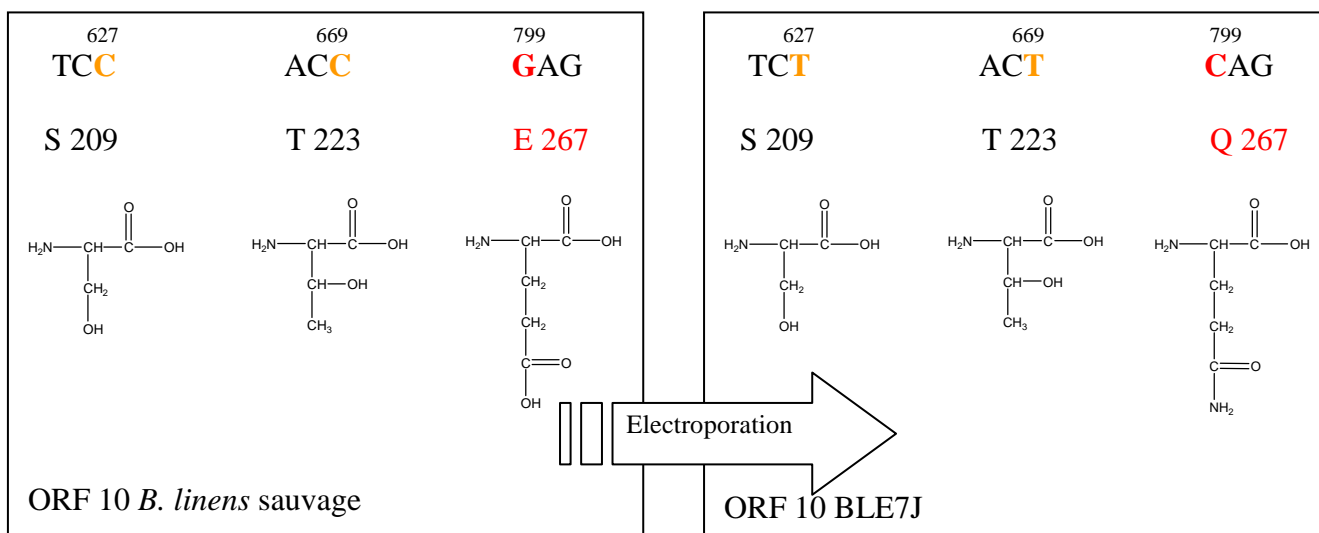 627 669 799
TCC ACC GAG
S 209 T 223 E 267
O O O
H₂N CH C OH H₂N CH C OH H₂N CH C OH
CH₂ CH OH CH₂
OH CH₃ CH₂
C O
OH
ORF 10 B. linens sauvage
Electroporation
627 669 799
TCT ACT CAG
S 209 T 223 Q 267
O O O
H₂N CH C OH H₂N CH C OH H₂N CH C OH
CH₂ CH OH CH₂
OH CH₃ CH₂
C O
NH₂
ORF 10 BLE7J